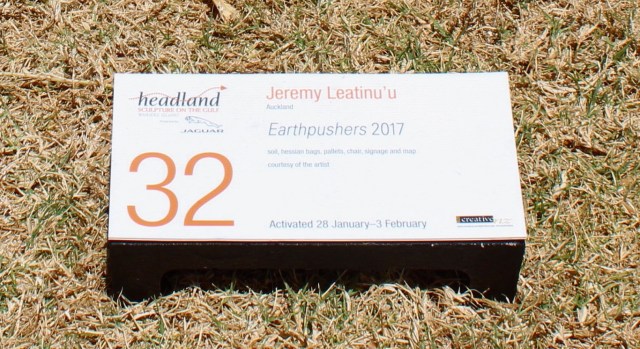 headland
SCULPTURE ON THE GULF
JAGUAR
32
Jeremy Leatinu'u
Auckland
Earthpushers 2017
soil, hessian bags, pallets, chair, signage and soap
courtesy of the artist
Activated 28 January–3 February
creative